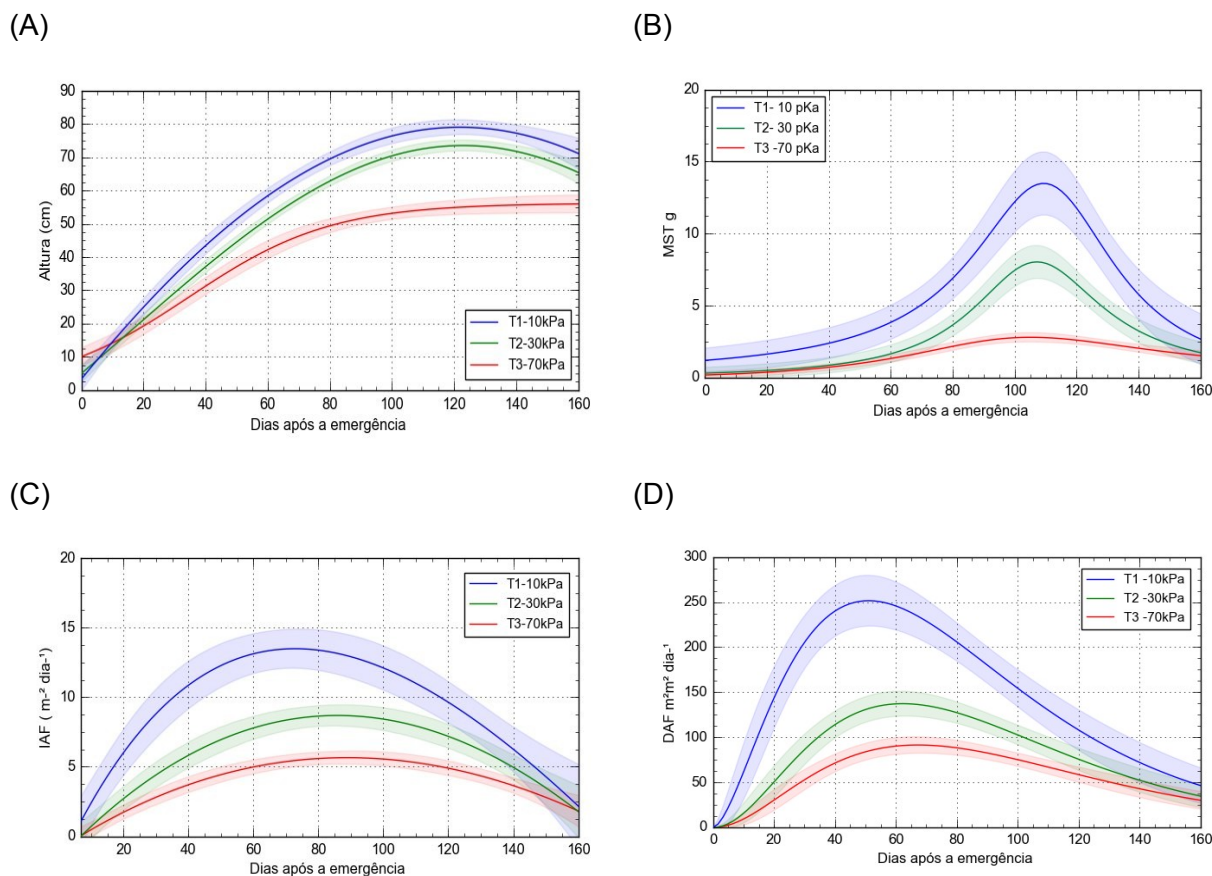 (A)
(B)
90
80
70
60
50
40
30
20
10
0
Altura (cm)
T1-10kPa
T2-30kPa
T3-70kPa
0 20 40 60 80 100 120 140 160
Dias após a emergência
20
15
10
5
0
MST g
T1- 10 pKa
T2- 30 pKa
T3 -70 pKa
0 20 40 60 80 100 120 140 160
Dias após a emergência
(C)
(D)
20
15
10
5
0
IAF ( m-² dia-¹)
T1-10kPa
T2-30kPa
T3-70kPa
20 40 60 80 100 120 140 160
Dias após a emergência
300
250
200
150
100
50
0
DAF m²m² dia-¹
T1 -10kPa
T2 -30kPa
T3 -70kPa
0 20 40 60 80 100 120 140 160
Dias após a emergência